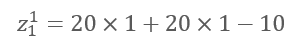 z₁¹ = 20 × 1 + 20 × 1 − 10